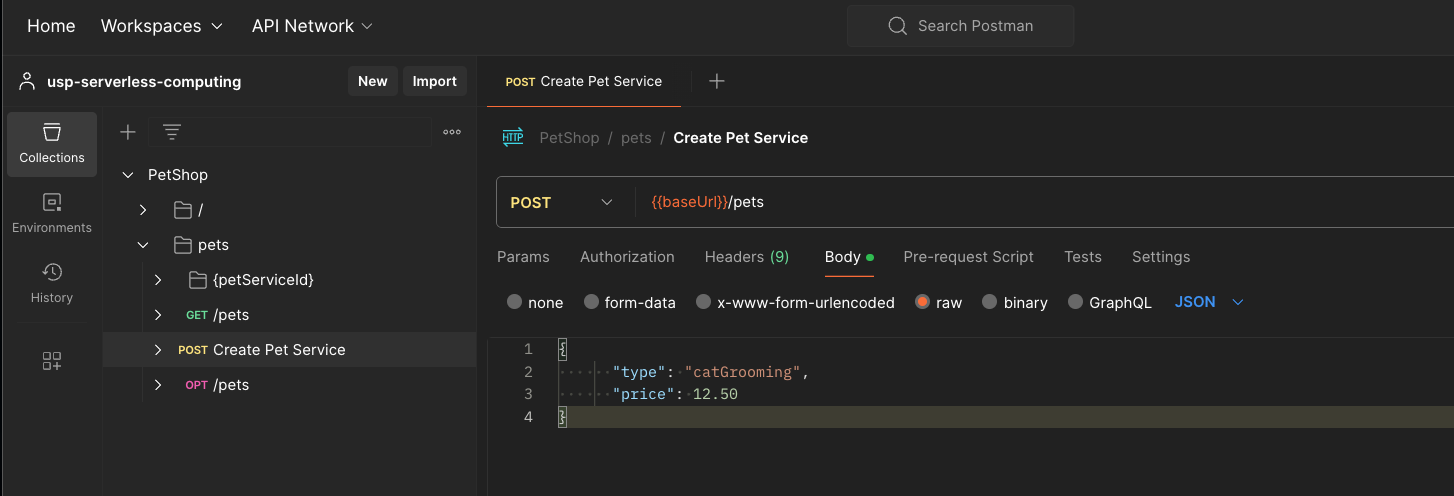 Home Workspaces API Network Search Postman
usp-serverless-computing New Import
POST Create Pet Service
Collections
Environments
History
PetShop
/
pets
{petServiceId}
GET /pets
POST Create Pet Service
OPT /pets
HTTP PetShop / pets / Create Pet Service
POST {{baseUrl}}/pets
Params Authorization Headers (9) Body Pre-request Script Tests Settings
none form-data x-www-form-urlencoded raw binary GraphQL JSON
1 {
2 "type": "catGrooming",
3 "price": 12.50
4 }